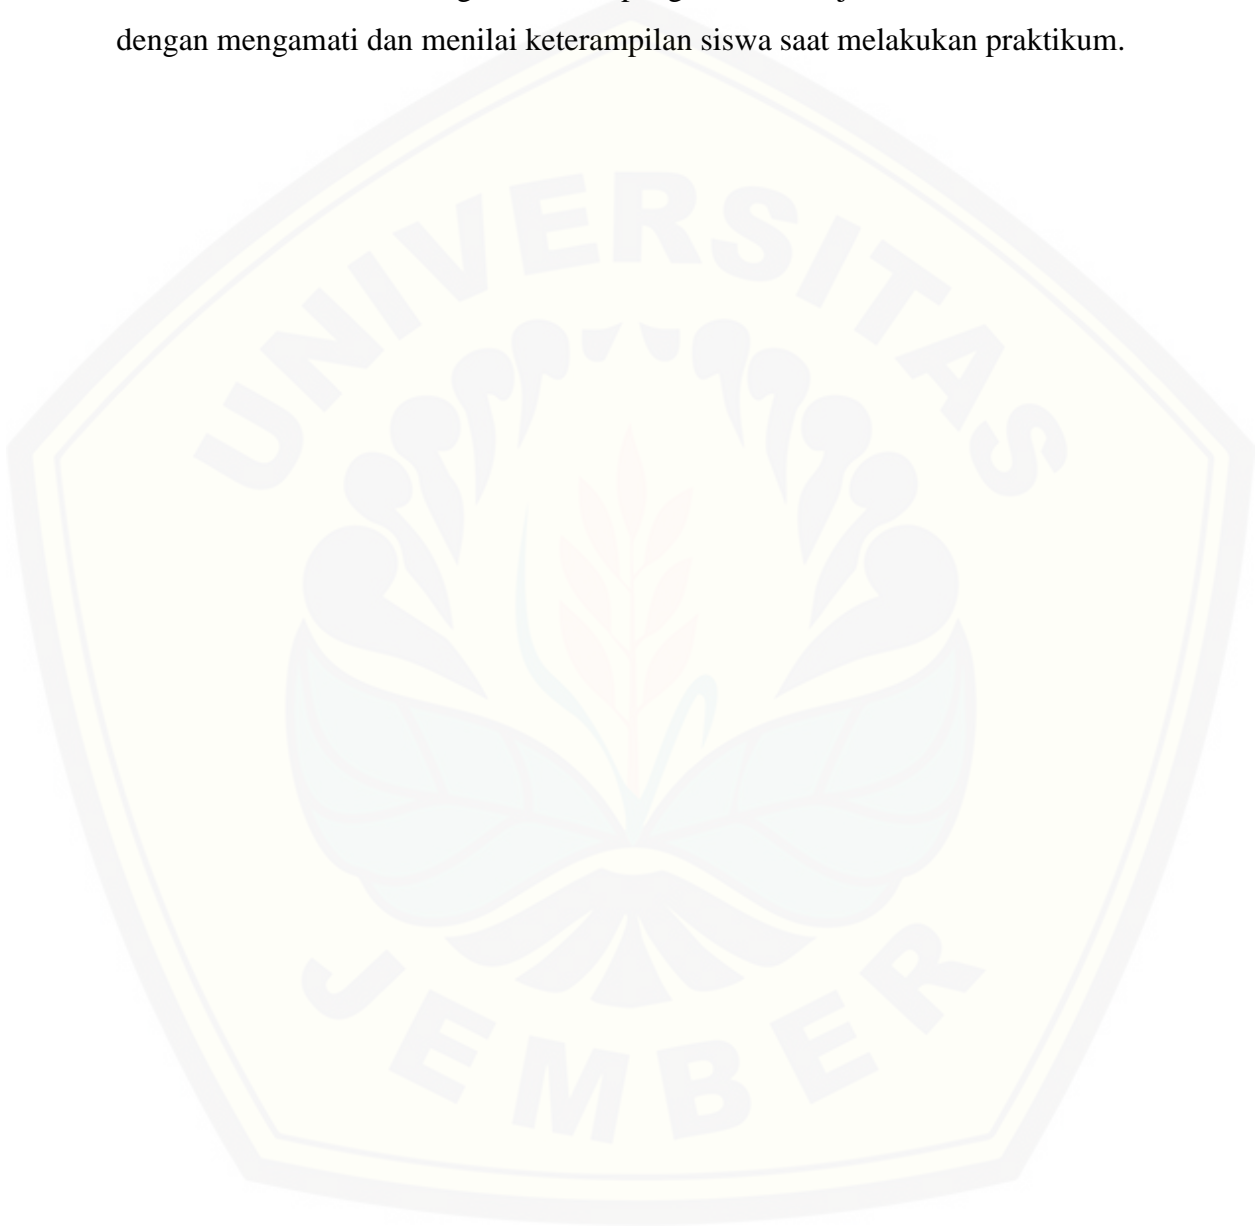 dengan mengamati dan menilai keterampilan siswa saat melakukan praktikum.
UNIVERSITAS
JEMBER